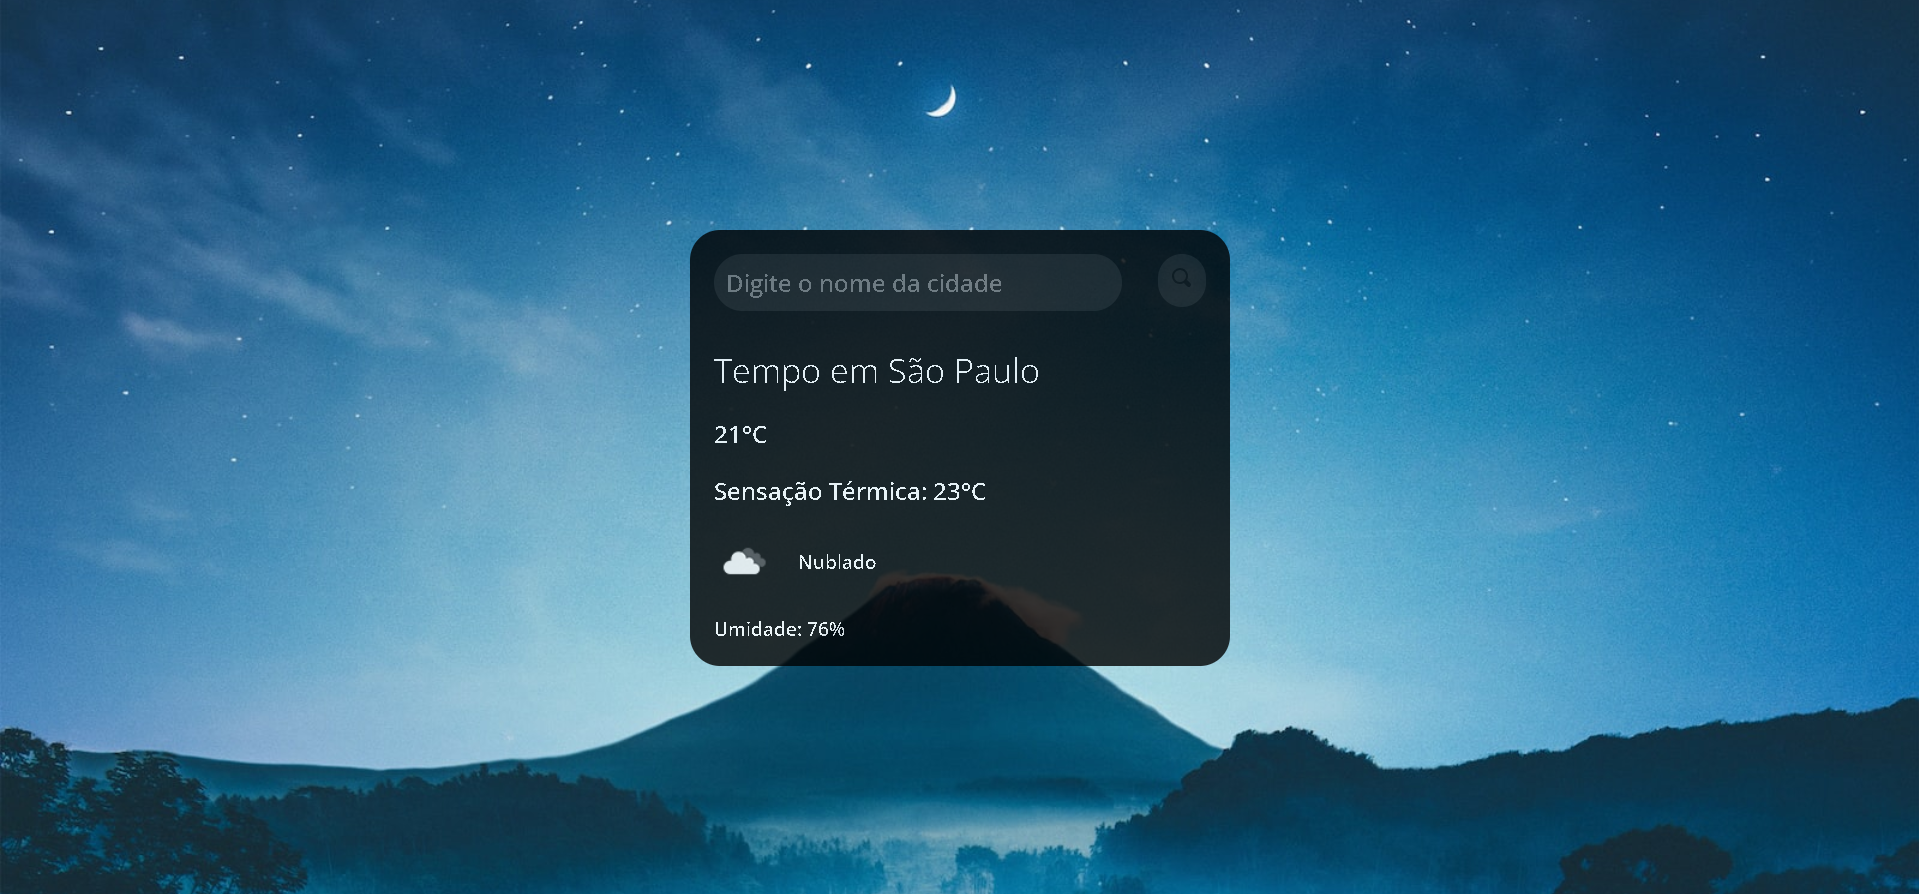 Digite o nome da cidade
Tempo em São Paulo
21°C
Sensação Térmica: 23°C
Nublado
Umidade: 76%